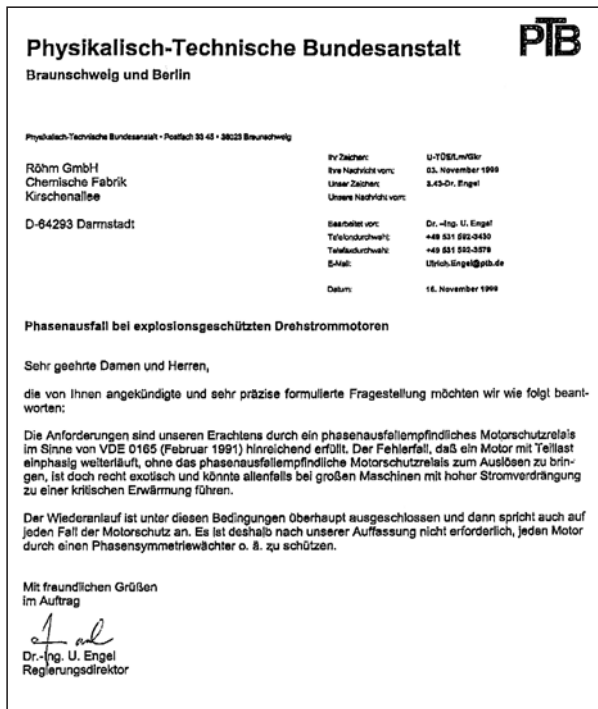 PTB
Physikalisch-Technische Bundesanstalt
Braunschweig und Berlin
Physikalisch-Technische Bundesanstalt • Postfach 33 45 • 38023 Braunschweig
Röhm GmbH
Chemische Fabrik
Kirschenallee
D-64293 Darmstadt
Ihr Zeichen: U-TÜS/Lm/Gkr
Ihre Nachricht vom: 03. November 1999
Unser Zeichen: 3.43-Dr. Engel
Unsere Nachricht vom:
Bearbeitet von: Dr. –Ing. U. Engel
Telefondurchwahl: +49 531 592-3430
Telefaxdurchwahl: +49 531 592-3579
E-Mail: Ulrich.Engel@ptb.de
Datum: 16. November 1999
Phasenausfall bei explosionsgeschützten Drehstrommotoren
Sehr geehrte Damen und Herren,
die von Ihnen angekündigte und sehr präzise formulierte Fragestellung möchten wir wie folgt beant-
worten:
Die Anforderungen sind unseren Erachtens durch ein phasenausfallempfindliches Motorschutzrelais
im Sinne von VDE 0165 (Februar 1991) hinreichend erfüllt. Der Fehlerfall, daß ein Motor mit Teillast
einphasig weiterläuft, ohne das phasenausfallempfindliche Motorschutzrelais zum Auslösen zu brin-
gen, ist doch recht exotisch und könnte allenfalls bei großen Maschinen mit hoher Stromverdrängung
zu einer kritischen Erwärmung führen.
Der Wiederanlauf ist unter diesen Bedingungen überhaupt ausgeschlossen und dann spricht auch auf
jeden Fall der Motorschutz an. Es ist deshalb nach unserer Auffassung nicht erforderlich, jeden Motor
durch einen Phasensymmetriewächter o. ä. zu schützen.
Mit freundlichen Grüßen
im Auftrag
Dr.-Ing. U. Engel
Regierungsdirektor